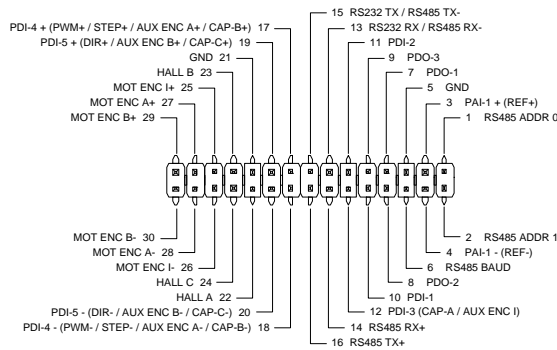 15 RS232 TX / RS485 TX-
PDI-4 + (PWM+ / STEP+ / AUX ENC A+ / CAP-B+) 17
13 RS232 RX / RS485 RX-
PDI-5 + (DIR+ / AUX ENC B+ / CAP-C+) 19
11 PDI-2
GND 21
9 PDO-3
HALL B 23
7 PDO-1
MOT ENC I+ 25
5 GND
MOT ENC A+ 27
3 PAI-1 + (REF+)
MOT ENC B+ 29
1 RS485 ADDR 0
MOT ENC B- 30
2 RS485 ADDR 1
MOT ENC A- 28
4 PAI-1 - (REF-)
MOT ENC I- 26
6 RS485 BAUD
HALL C 24
8 PDO-2
HALL A 22
10 PDI-1
PDI-5 - (DIR- / AUX ENC B- / CAP-C-) 20
12 PDI-3 (CAP-A / AUX ENC I)
PDI-4 - (PWM- / STEP- / AUX ENC A- / CAP-B-) 18
14 RS485 RX+
16 RS485 TX+